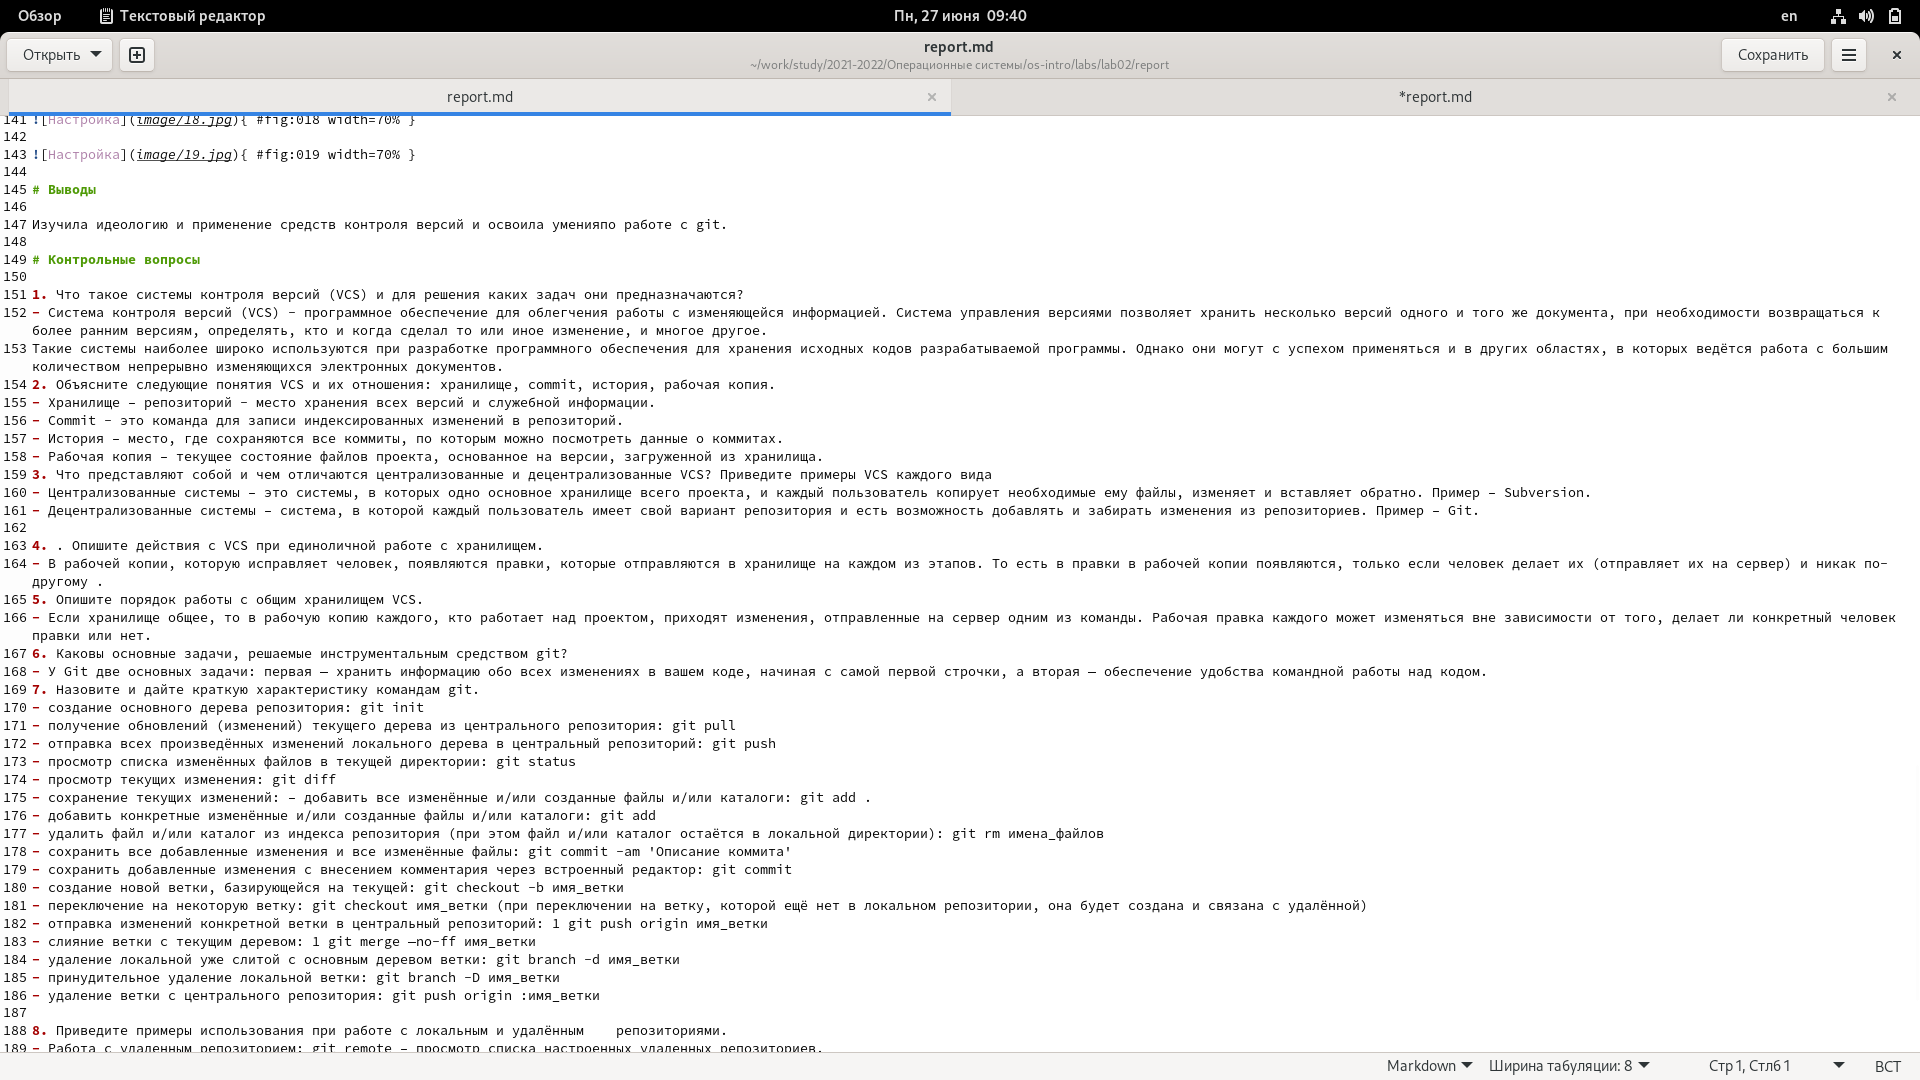 Обзор
Текстовый редактор
Пн, 27 июня 09:40
en
Открыть
report.md
~/work/study/2021-2022/Операционные системы/os-intro/labs/lab02/report
Сохранить
report.md
*report.md
141 ![Настройка](image/18.jpg){ #fig:018 width=70% }
142
143 ![Настройка](image/19.jpg){ #fig:019 width=70% }
144
145 # Выводы
146
147 Изучила идеологию и применение средств контроля версий и освоила уменияпо работе с git.
148
149 # Контрольные вопросы
150
151 1. Что такое системы контроля версий (VCS) и для решения каких задач они предназначаются?
152 - Система контроля версий (VCS) - программное обеспечение для облегчения работы с изменяющейся информацией. Система управления версиями позволяет хранить несколько версий одного и того же документа, при необходимости возвращаться к
более ранним версиям, определять, кто и когда сделал то или иное изменение, и многое другое.
153 Такие системы наиболее широко используются при разработке программного обеспечения для хранения исходных кодов разрабатываемой программы. Однако они могут с успехом применяться и в других областях, в которых ведётся работа с большим
количеством непрерывно изменяющихся электронных документов.
154 2. Объясните следующие понятия VCS и их отношения: хранилище, commit, история, рабочая копия.
155 - Хранилище – репозиторий - место хранения всех версий и служебной информации.
156 - Commit - это команда для записи индексированных изменений в репозиторий.
157 - История – место, где сохраняются все коммиты, по которым можно посмотреть данные о коммитах.
158 - Рабочая копия – текущее состояние файлов проекта, основанное на версии, загруженной из хранилища.
159 3. Что представляют собой и чем отличаются централизованные и децентрализованные VCS? Приведите примеры VCS каждого вида
160 - Централизованные системы – это системы, в которых одно основное хранилище всего проекта, и каждый пользователь копирует необходимые ему файлы, изменяет и вставляет обратно. Пример – Subversion.
161 - Децентрализованные системы – система, в которой каждый пользователь имеет свой вариант репозитория и есть возможность добавлять и забирать изменения из репозиториев. Пример – Git.
162
163 4. . Опишите действия с VCS при единоличной работе с хранилищем.
164 - В рабочей копии, которую исправляет человек, появляются правки, которые отправляются в хранилище на каждом из этапов. То есть в правки в рабочей копии появляются, только если человек делает их (отправляет их на сервер) и никак по-
другому .
165 5. Опишите порядок работы с общим хранилищем VCS.
166 - Если хранилище общее, то в рабочую копию каждого, кто работает над проектом, приходят изменения, отправленные на сервер одним из команды. Рабочая правка каждого может изменяться вне зависимости от того, делает ли конкретный человек
правки или нет.
167 6. Каковы основные задачи, решаемые инструментальным средством git?
168 - У Git две основных задачи: первая — хранить информацию обо всех изменениях в вашем коде, начиная с самой первой строчки, а вторая — обеспечение удобства командной работы над кодом.
169 7. Назовите и дайте краткую характеристику командам git.
170 - создание основного дерева репозитория: git init
171 - получение обновлений (изменений) текущего дерева из центрального репозитория: git pull
172 - отправка всех произведённых изменений локального дерева в центральный репозиторий: git push
173 - просмотр списка изменённых файлов в текущей директории: git status
174 - просмотр текущих изменения: git diff
175 - сохранение текущих изменений: – добавить все изменённые и/или созданные файлы и/или каталоги: git add .
176 - добавить конкретные изменённые и/или созданные файлы и/или каталоги: git add
177 - удалить файл и/или каталог из индекса репозитория (при этом файл и/или каталог остаётся в локальной директории): git rm имена_файлов
178 - сохранить все добавленные изменения и все изменённые файлы: git commit -am 'Описание коммита'
179 - сохранить добавленные изменения с внесением комментария через встроенный редактор: git commit
180 - создание новой ветки, базирующейся на текущей: git checkout -b имя_ветки
181 - переключение на некоторую ветку: git checkout имя_ветки (при переключении на ветку, которой ещё нет в локальном репозитории, она будет создана и связана с удалённой)
182 - отправка изменений конкретной ветки в центральный репозиторий: 1 git push origin имя_ветки
183 - слияние ветки с текущим деревом: 1 git merge —no-ff имя_ветки
184 - удаление локальной уже слитой с основным деревом ветки: git branch -d имя_ветки
185 - принудительное удаление локальной ветки: git branch -D имя_ветки
186 - удаление ветки с центрального репозитория: git push origin :имя_ветки
187
188 8. Приведите примеры использования при работе с локальным и удалённым    репозиториями.
189 - Работа с удаленным репозиторием: git remote – просмотр списка настроенных удаленных репозиториев.
Markdown
Ширина табуляции: 8
Стр 1, Стлб 1
ВСТ